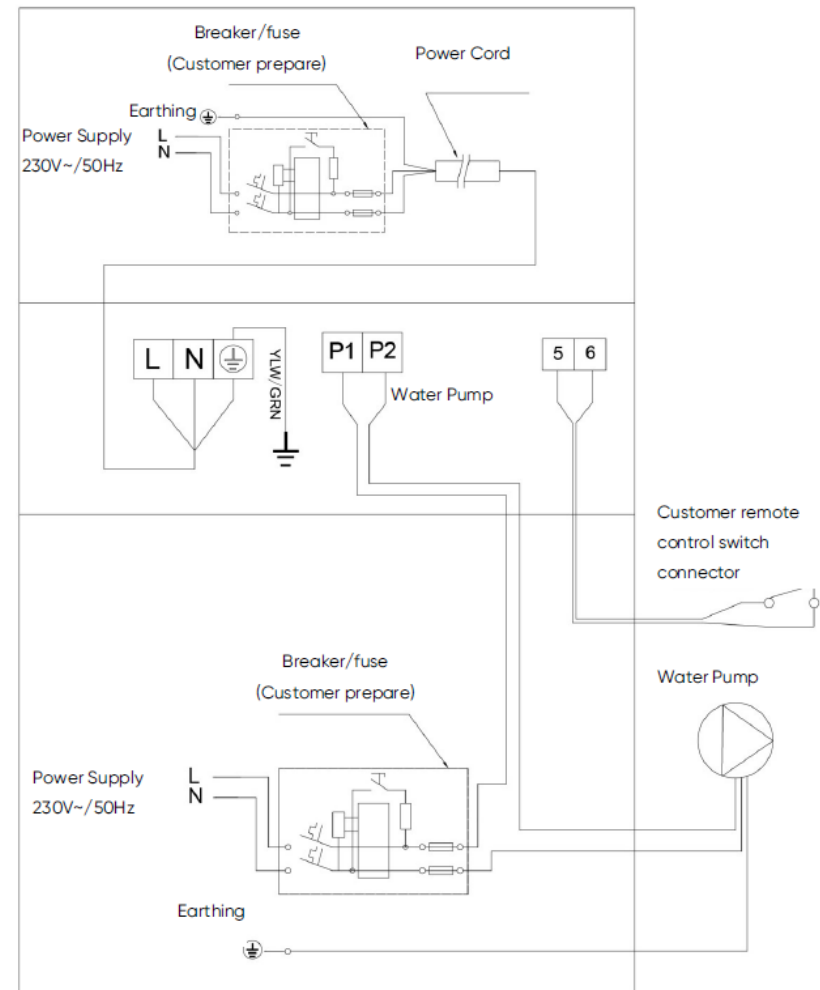 Breaker/fuse
(Customer prepare)
Power Cord
Earthing
Power Supply
230V~/50Hz
L
N
L N
YLW/GRN
P1 P2
Water Pump
5 6
Customer remote
control switch
connector
Breaker/fuse
(Customer prepare)
Water Pump
Power Supply
230V~/50Hz
L
N
Earthing